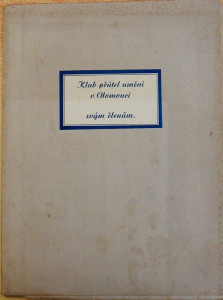 Klub přátel umění
v Olomouci
svým členům.